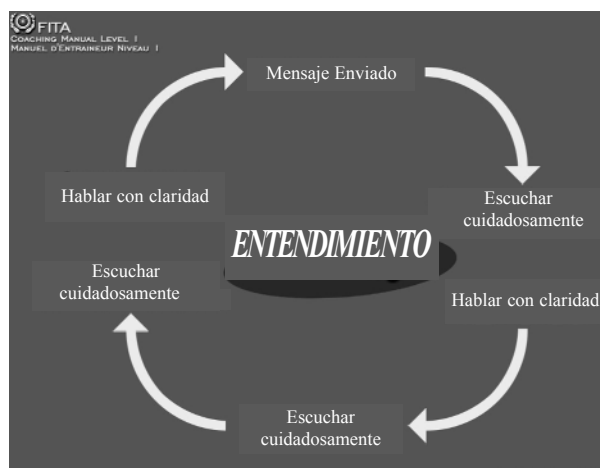 FITA
COACHING MANUAL LEVEL 1
MANUEL D'ENTRAINEUR NIVEAU 1
Mensaje Enviado
Hablar con claridad
Escuchar
cuidadosamente
ENTENDIMIENTO
Escuchar
cuidadosamente
Hablar con claridad
Escuchar
cuidadosamente